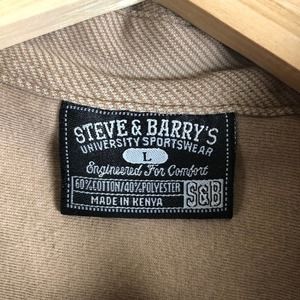 STEVE & BARRY'S
UNIVERSITY SPORTSWEAR
L
Engineered For Comfort
60% COTTON/40% POLYESTER
MADE IN KENYA
S&B